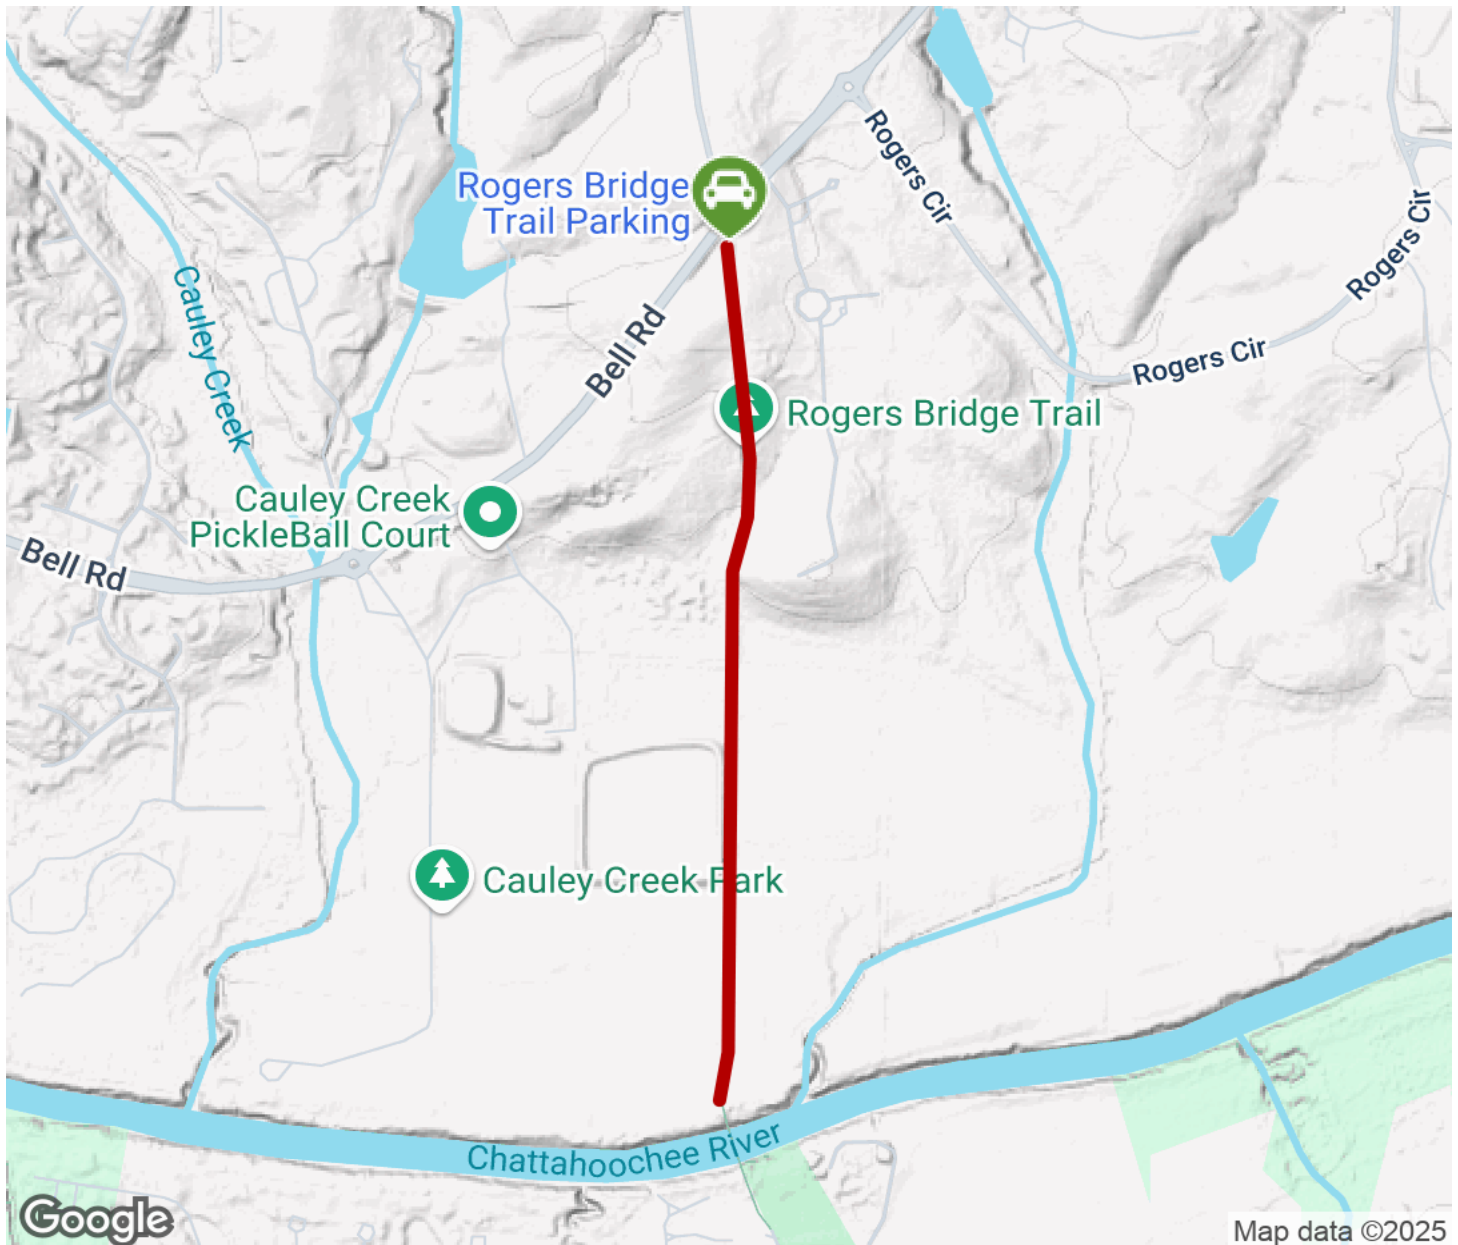 Rogers Cir
Rogers Bridge
Trail Parking
Rogers Cir
Cauley Creek
Bell Rd
Rogers Cir
Rogers Bridge Trail
Cauley Creek
PickleBall Court
Bell Rd
Cauley Creek Park
Chattahoochee River
Google
Map data ©2025